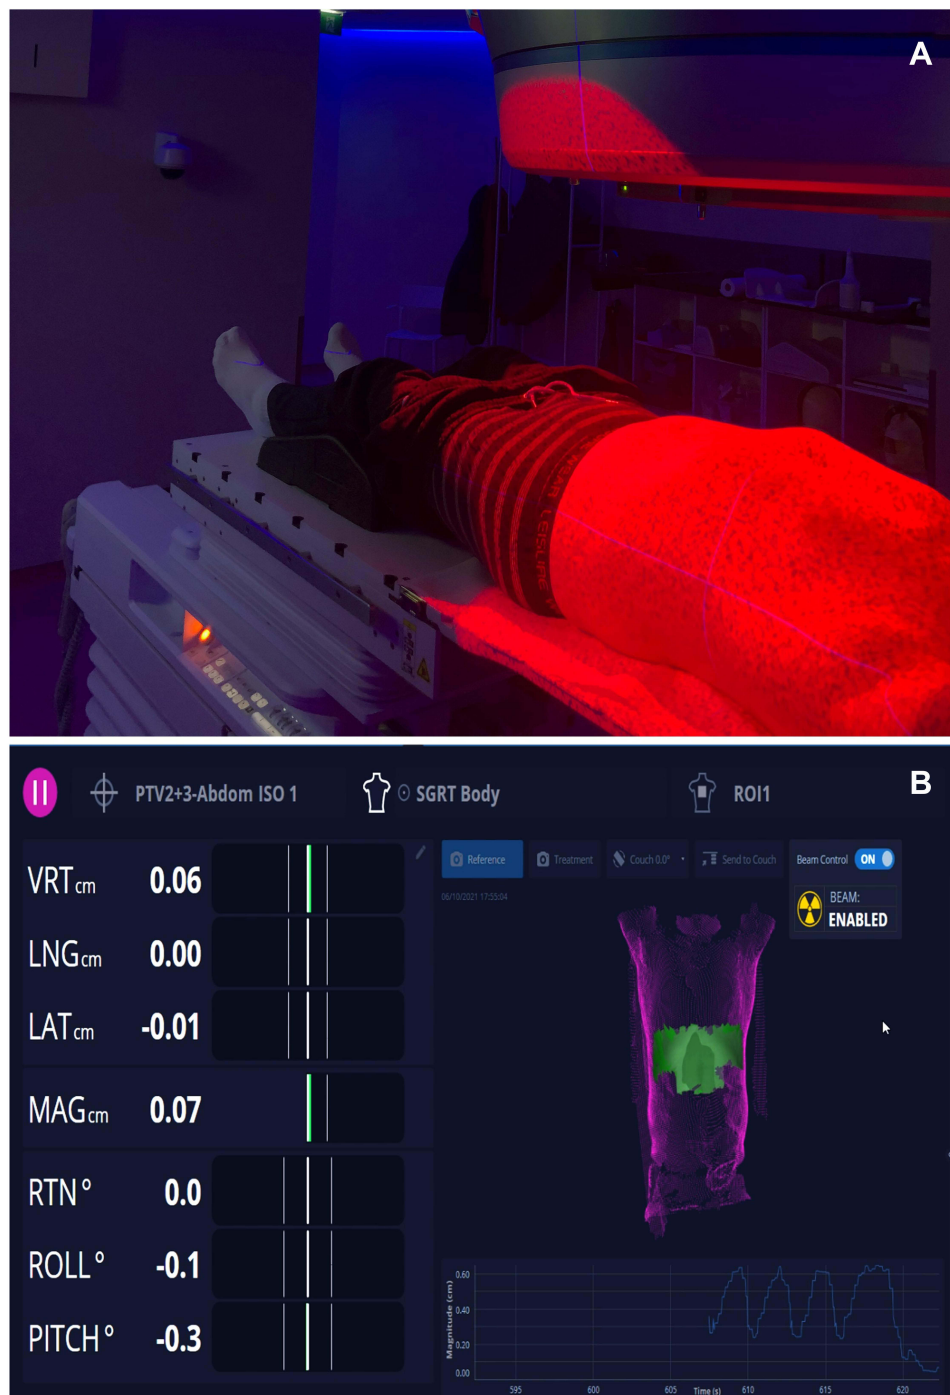 A
WEAR LEISURE W
B
PTV2+3-Abdom ISO 1
SGRT Body
ROI1
Reference
Treatment
Couch 0.0°
Send to Couch
Beam Control
ON
06/10/2021 17:55:04
BEAM:
ENABLED
VRT cm 0.06
LNG cm 0.00
LAT cm -0.01
MAG cm 0.07
RTN ° 0.0
ROLL ° -0.1
PITCH ° -0.3
Magnitude (cm)
0.60
0.40
0.20
0.00
595 600 605 610 615 620
Time (s)